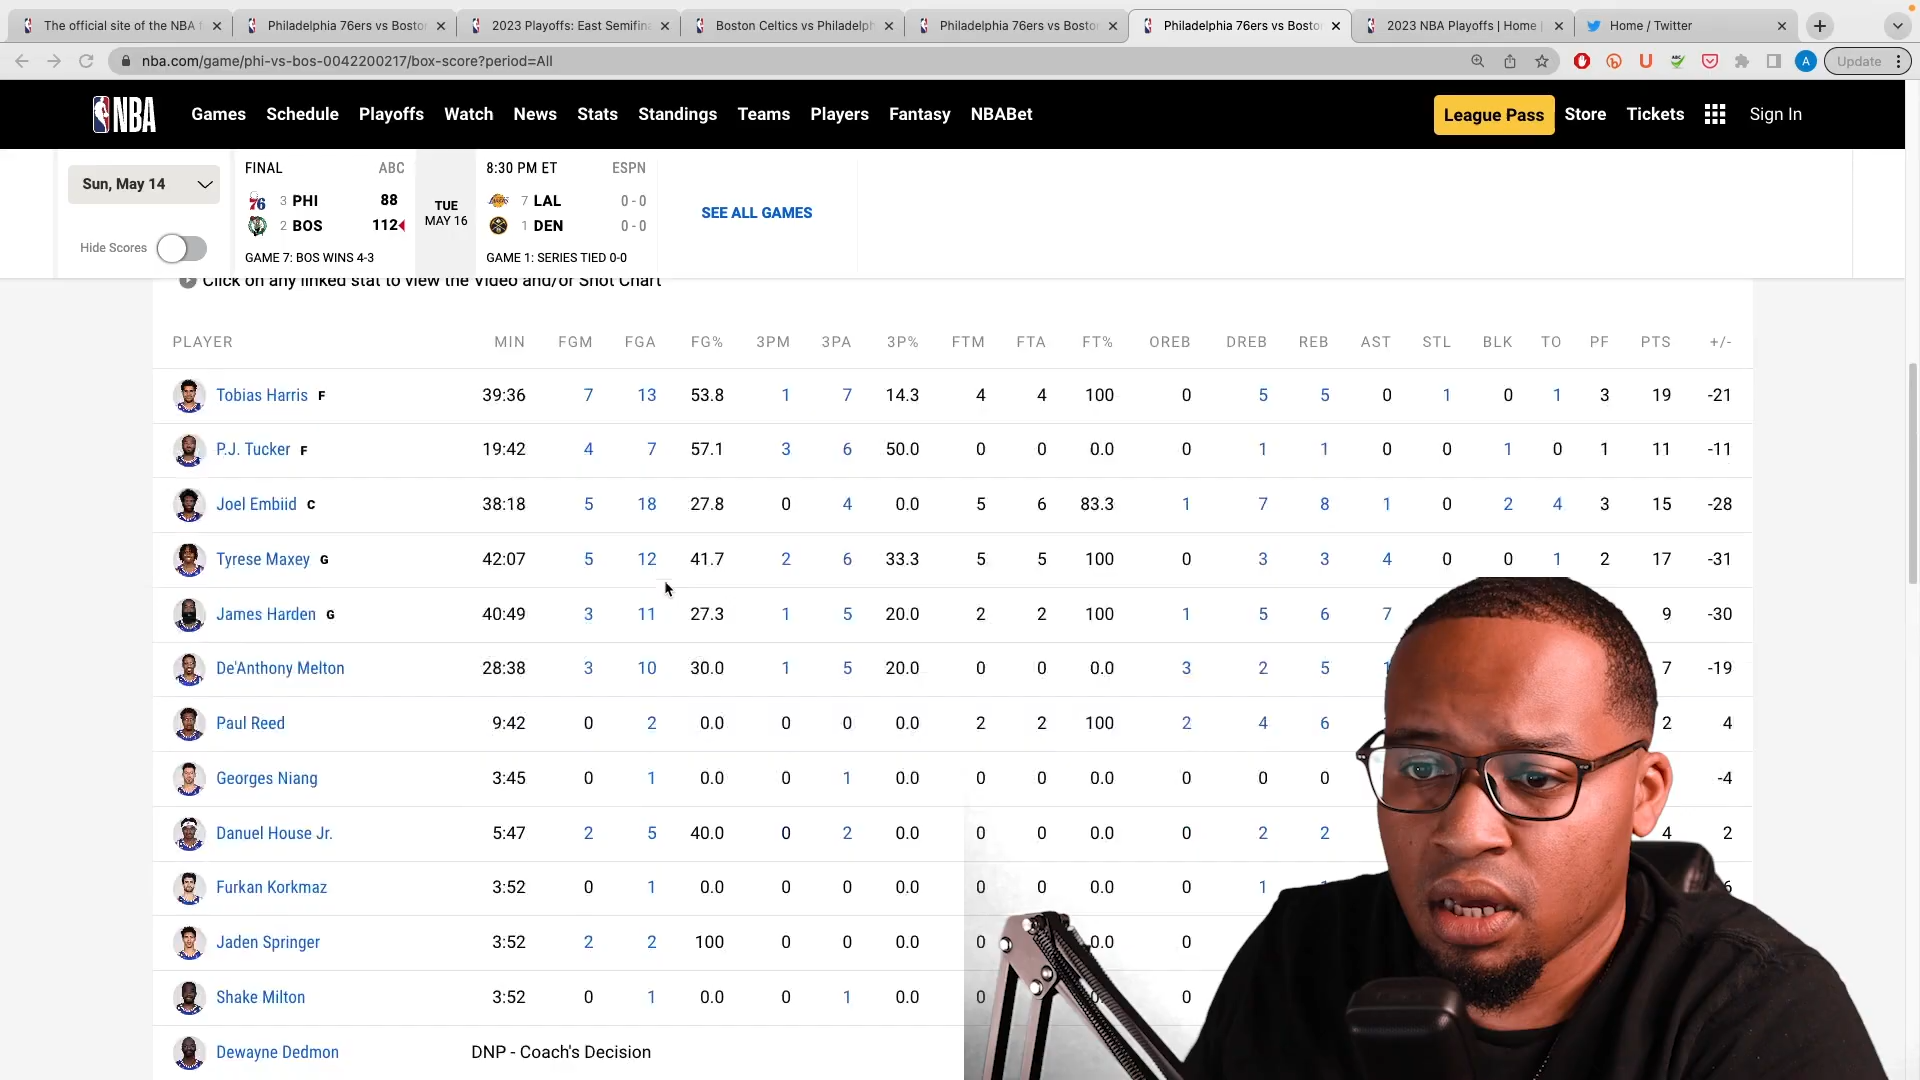 The official site of the NBA f
Philadelphia 76ers vs Boston
2023 Playoffs: East Semifina
Boston Celtics vs Philadelph
Philadelphia 76ers vs Boston
Philadelphia 76ers vs Boston
2023 NBA Playoffs | Home |
Home / Twitter
nba.com/game/phi-vs-bos-0042200217/box-score?period=All
A
Update
NBA Games Schedule Playoffs Watch News Stats Standings Teams Players Fantasy NBABet League Pass Store Tickets Sign In
Sun, May 14
Hide Scores
FINAL ABC
3 PHI 88
2 BOS 112
GAME 7: BOS WINS 4-3
TUE
MAY 16
8:30 PM ET ESPN
7 LAL 0 - 0
1 DEN 0 - 0
GAME 1: SERIES TIED 0-0
SEE ALL GAMES
Click on any linked stat to view the Video and/or Shot Chart
PLAYER MIN FGM FGA FG% 3PM 3PA 3P% FTM FTA FT% OREB DREB REB AST STL BLK TO PF PTS +/-
Tobias Harris F 39:36 7 13 53.8 1 7 14.3 4 4 100 0 5 5 0 1 0 1 3 19 -21
P.J. Tucker F 19:42 4 7 57.1 3 6 50.0 0 0 0.0 0 1 1 0 0 1 0 1 11 -11
Joel Embiid C 38:18 5 18 27.8 0 4 0.0 5 6 83.3 1 7 8 1 0 2 4 3 15 -28
Tyrese Maxey G 42:07 5 12 41.7 2 6 33.3 5 5 100 0 3 3 4 0 0 1 2 17 -31
James Harden G 40:49 3 11 27.3 1 5 20.0 2 2 100 1 5 6 7 9 -30
De'Anthony Melton 28:38 3 10 30.0 1 5 20.0 0 0 0.0 3 2 5 7 -19
Paul Reed 9:42 0 2 0.0 0 0 0.0 2 2 100 2 4 6 2 4
Georges Niang 3:45 0 1 0.0 0 1 0.0 0 0 0.0 0 0 0 -4
Danuel House Jr. 5:47 2 5 40.0 0 2 0.0 0 0 0.0 0 2 2 4 2
Furkan Korkmaz 3:52 0 1 0.0 0 0 0.0 0 0 0.0 0 1 6
Jaden Springer 3:52 2 2 100 0 0 0.0 0 0.0 0
Shake Milton 3:52 0 1 0.0 0 1 0.0 0 0
Dewayne Dedmon DNP - Coach's Decision